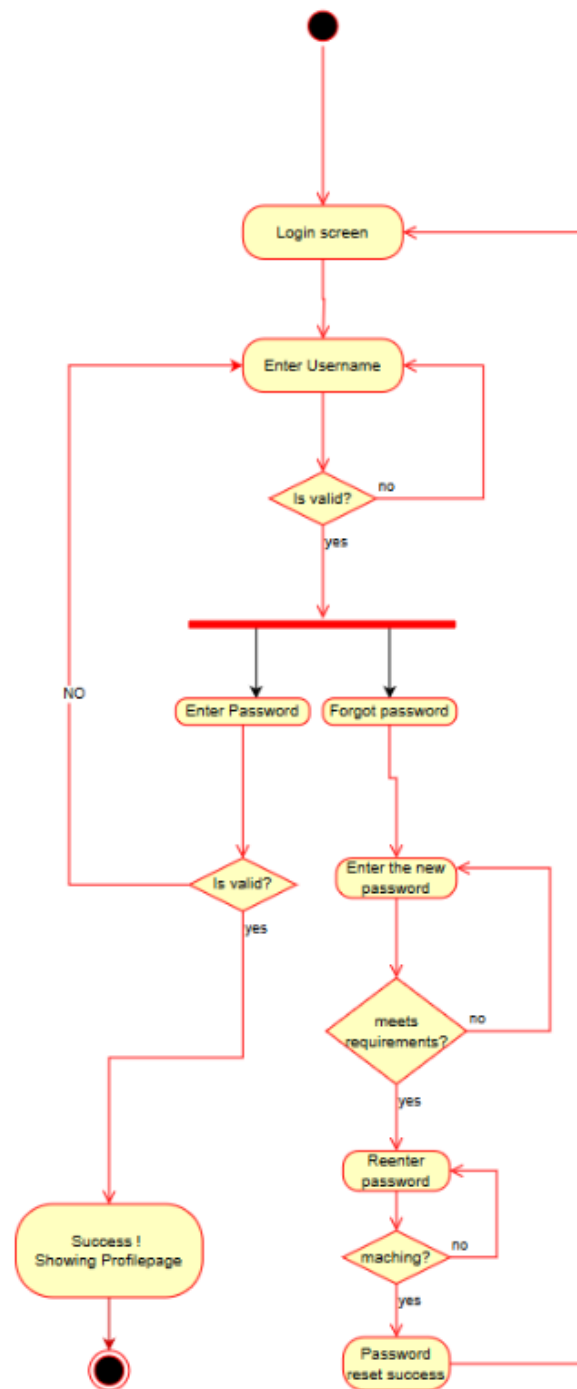 Login screen
Enter Username
Is valid?
no
yes
NO
Enter Password
Forgot password
Is valid?
yes
Enter the new
password
meets
requirements?
no
yes
Reenter
password
maching?
no
yes
Success !
Showing Profilepage
Password
reset success